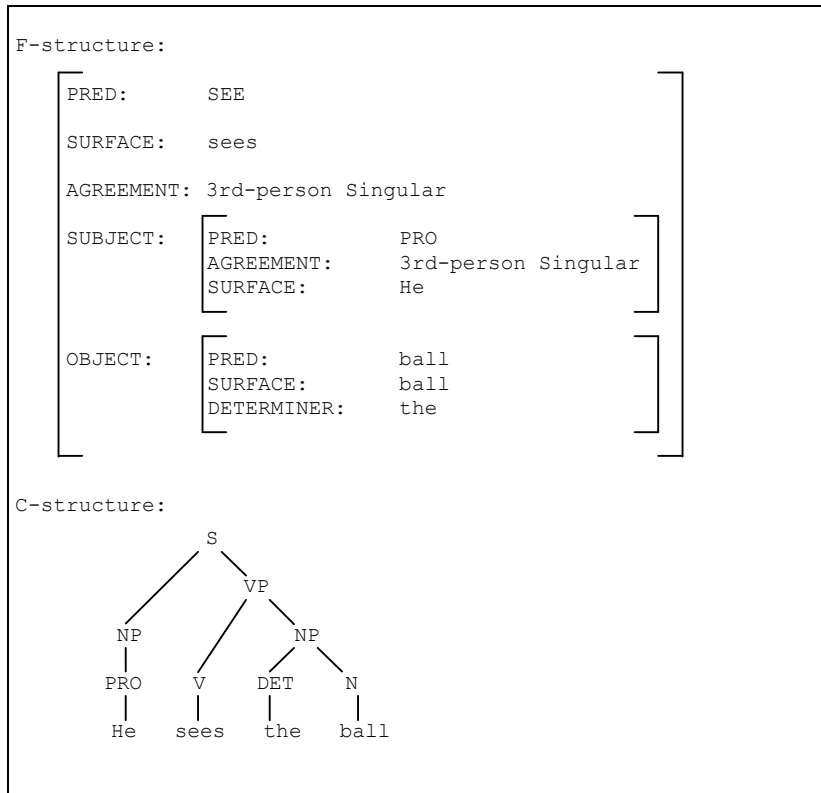 F-structure:
PRED: SEE
SURFACE: sees
AGREEMENT: 3rd-person Singular
SUBJECT: PRED: PRO
AGREEMENT: 3rd-person Singular
SURFACE: He
OBJECT: PRED: ball
SURFACE: ball
DETERMINER: the
C-structure:
S
VP
NP NP
PRO V DET N
He sees the ball